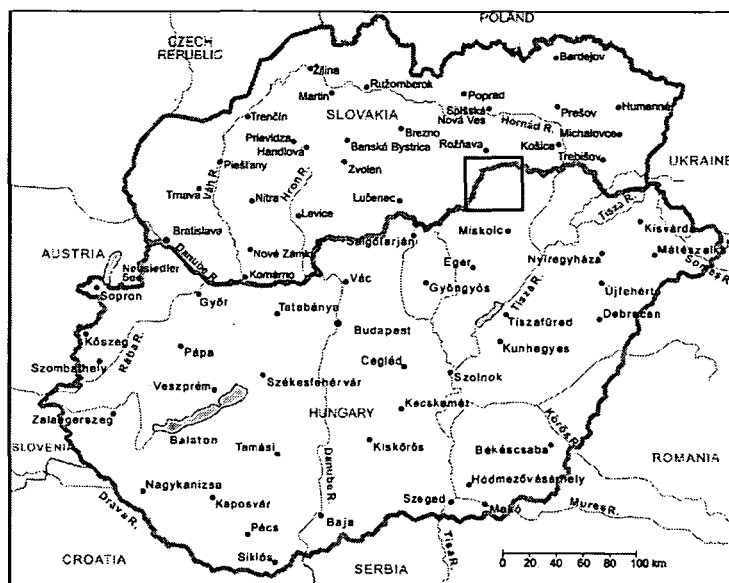 POLAND
CZECH
REPUBLIC
Bardejov
Žilina
Ružomberok
Martin
Poprad
SLOVAKIA
Spišská
Nová Ves
Prešov
Humenné
Trenčín
Hornád R.
Prievidza
Handlová
Brezno
Banská Bystrica
Michalovce
Rožňava
Košice
Piešťany
Zvolen
Trebišov
UKRAINE
Váh R.
Hron R.
Trnava
Nitra
Lučenec
Levice
Tisza R.
Kisvárda
Bratislava
Miskolc
Salgótarján
AUSTRIA
Danube R.
Nové Zámky
Nyíregyháza
Mátészalka
Eger
Neusiedler
See
Komárno
Vác
Gyöngyös
Tisza R.
Újfehértó
Somes R.
Sopron
Győr
Tatabánya
Tiszafüred
Debrecen
Kőszeg
Rába R.
Budapest
Pápa
Kunhegyes
Szombathely
Cegléd
Veszprém
Székesfehérvár
Szolnok
Zalaegerszeg
HUNGARY
Kecskemét
Körös R.
SLOVENIA
Balaton
Kiskőrös
Békéscsaba
Tamási
ROMANIA
Danube R.
Nagykanizsa
Hódmezővásárhely
Kaposvár
Drava R.
Szeged
Makó
Mures R.
Baja
Pécs
Tisa R.
CROATIA
Siklós
SERBIA
0 20 40 60 80 100 km